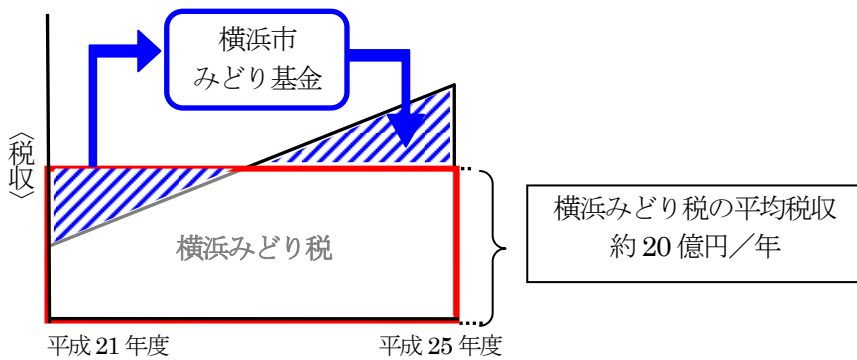 横浜市
みどり基金
〈税収〉
横浜みどり税
横浜みどり税の平均税収
約20億円／年
平成21年度
平成25年度